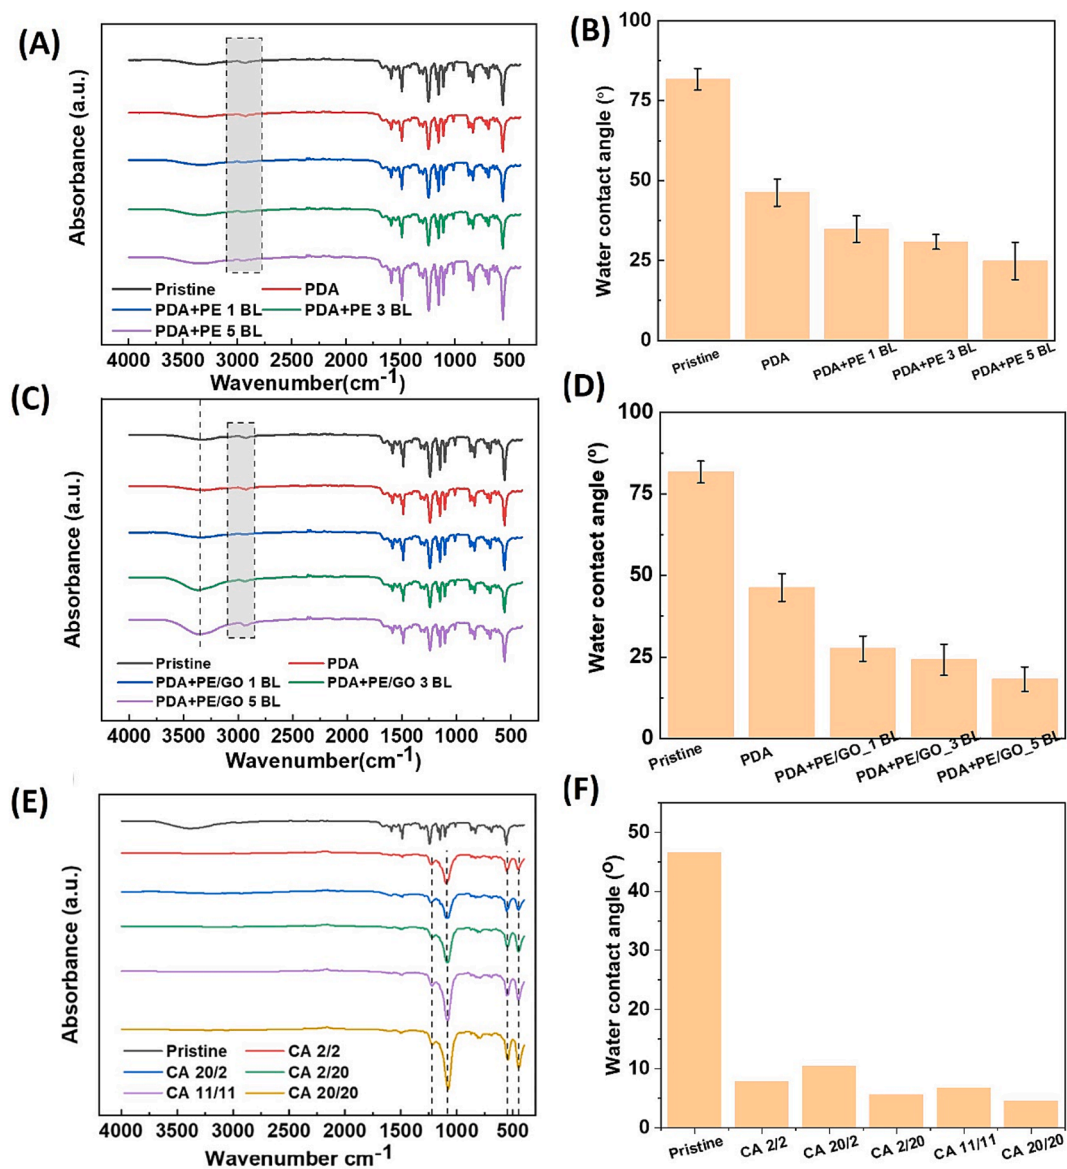 (A)
Absorbance (a.u.)
Pristine PDA
PDA+PE 1 BL PDA+PE 3 BL
PDA+PE 5 BL
4000 3500 3000 2500 2000 1500 1000 500
Wavenumber(cm-1)
(B)
Water contact angle (°)
100
75
50
25
0
Pristine PDA PDA+PE 1 BL PDA+PE 3 BL PDA+PE 5 BL
(C)
Absorbance (a.u.)
Pristine PDA
PDA+PE/GO 1 BL PDA+PE/GO 3 BL
PDA+PE/GO 5 BL
4000 3500 3000 2500 2000 1500 1000 500
Wavenumber(cm-1)
(D)
Water contact angle (º)
100
75
50
25
0
Pristine PDA PDA+PE/GO_1 BL PDA+PE/GO_3 BL PDA+PE/GO_5 BL
(E)
Absorbance (a.u.)
Pristine CA 2/2
CA 20/2 CA 2/20
CA 11/11 CA 20/20
4000 3500 3000 2500 2000 1500 1000 500
Wavenumber cm-1
(F)
Water contact angle (O)
50
40
30
20
10
0
Pristine CA 2/2 CA 20/2 CA 2/20 CA 11/11 CA 20/20